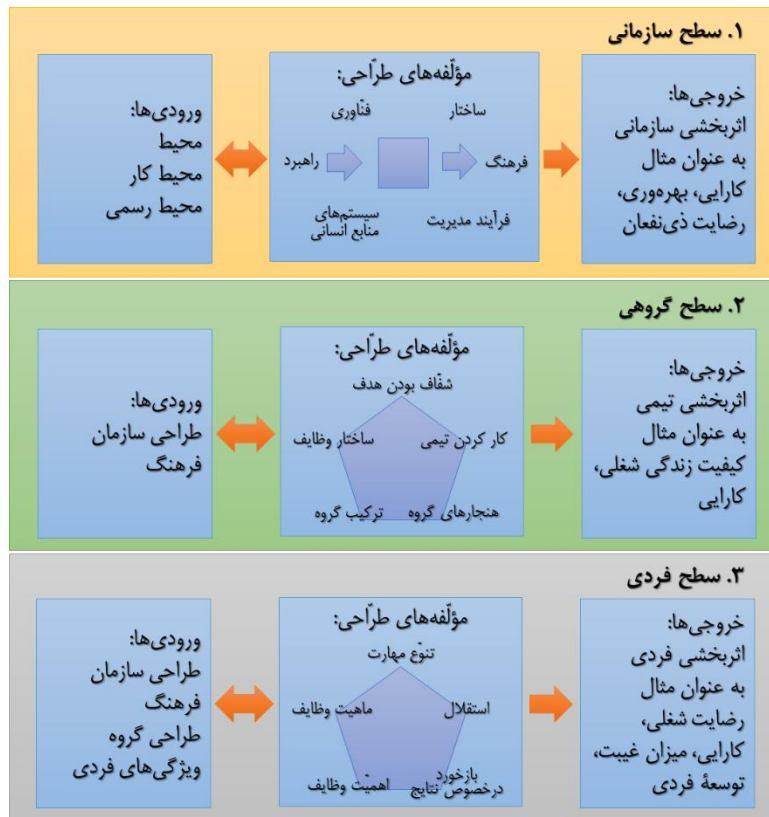 ۱. سطح سازمانی
ورودی‌ها:
محیط
محیط کار
محیط رسمی
مؤلّفه‌های طرّاحی:
فنّاوری
ساختار
راهبرد
فرهنگ
سیستم‌های
منابع انسانی
فرآیند مدیریت
خروجی‌ها:
اثربخشی سازمانی
به عنوان مثال
کارایی، بهره‌وری،
رضایت ذی‌نفعان
۲. سطح گروهی
ورودی‌ها:
طراحی سازمان
فرهنگ
مؤلّفه‌های طرّاحی:
شفّاف بودن هدف
ساختار وظایف
کار کردن تیمی
ترکیب گروه
هنجارهای گروه
خروجی‌ها:
اثربخشی تیمی
به عنوان مثال
کیفیت زندگی شغلی،
کارایی
۳. سطح فردی
ورودی‌ها:
طراحی سازمان
فرهنگ
طراحی گروه
ویژگی‌های فردی
مؤلّفه‌های طرّاحی:
تنوّع مهارت
ماهیت وظایف
استقلال
اهمیّت وظایف
بازخورد
درخصوص نتایج
خروجی‌ها:
اثربخشی فردی
به عنوان مثال
رضایت شغلی،
کارایی، میزان غیبت،
توسعهٔ فردی